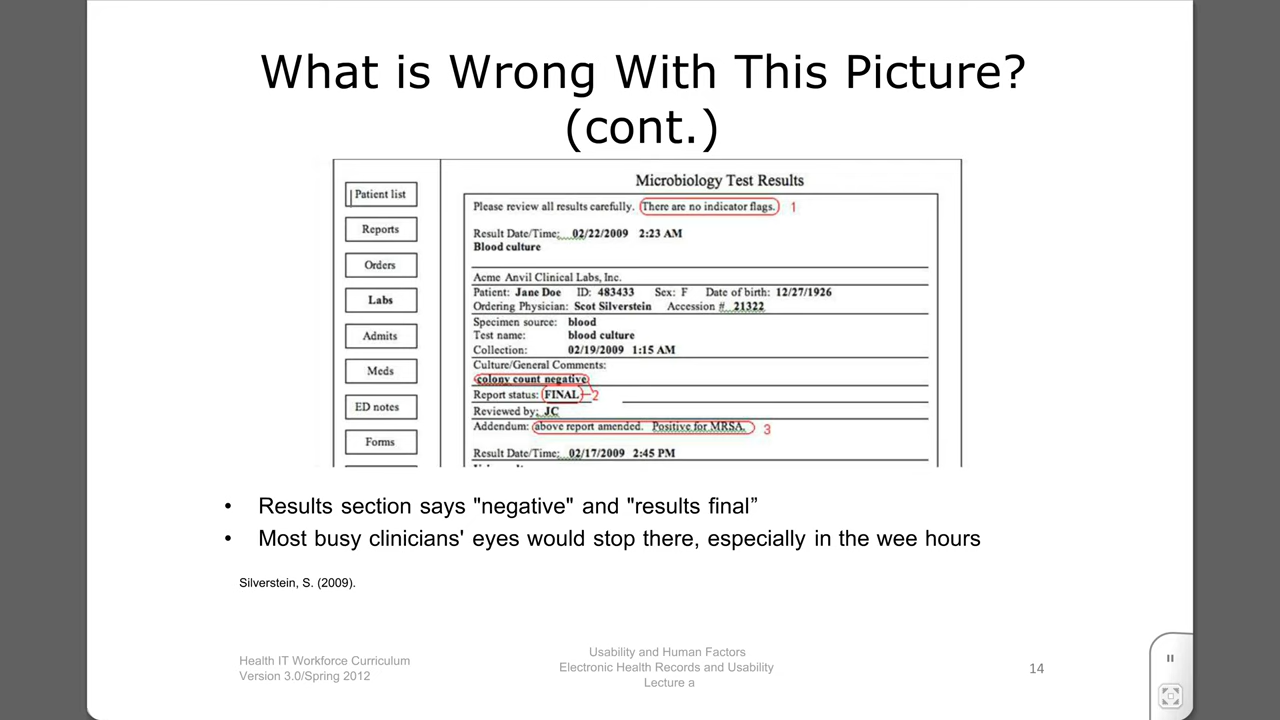 What is Wrong With This Picture?
(cont.)
Patient list
Reports
Orders
Labs
Admits
Meds
ED notes
Forms
Microbiology Test Results
Please review all results carefully. There are no indicator flags. 1
Result Date/Time: 02/22/2009 2:23 AM
Blood culture
Acme Anvil Clinical Labs, Inc.
Patient: Jane Doe ID: 483433 Sex: F Date of birth: 12/27/1926
Ordering Physician: Scot Silverstein Accession # 21322
Specimen source: blood
Test name: blood culture
Collection: 02/19/2009 1:15 AM
Culture/General Comments:
colony count negative
Report status: FINAL 2
Reviewed by: JC
Addendum: above report amended. Positive for MRSA. 3
Result Date/Time: 02/17/2009 2:45 PM
• Results section says "negative" and "results final”
• Most busy clinicians' eyes would stop there, especially in the wee hours
Silverstein, S. (2009).
Health IT Workforce Curriculum
Version 3.0/Spring 2012
Usability and Human Factors
Electronic Health Records and Usability
Lecture a
14